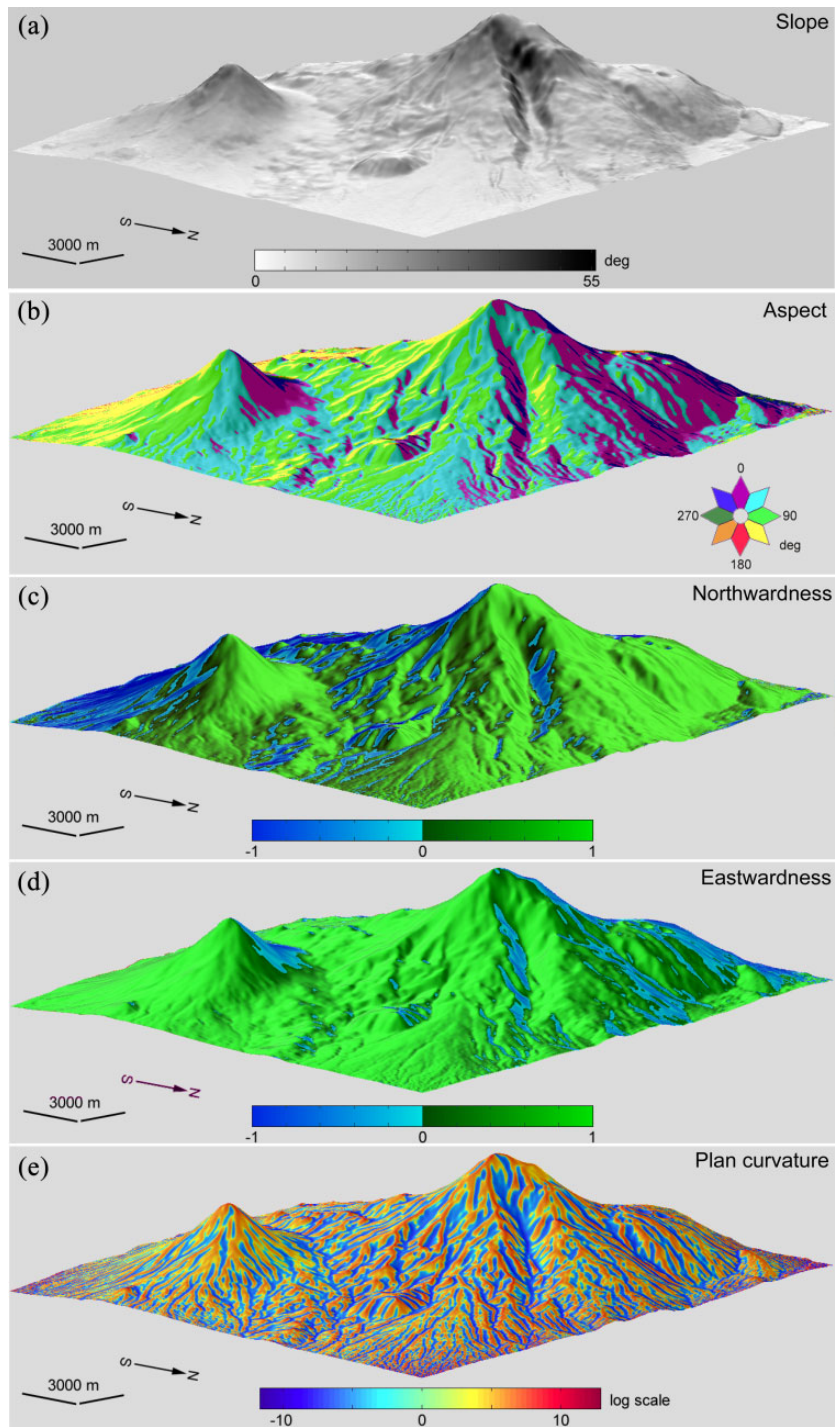 (a)
Slope
S N
3000 m
deg
0 55
(b)
Aspect
S N
3000 m
0
270 90
deg
180
(c)
Northwardness
S N
3000 m
-1 0 1
(d)
Eastwardness
S N
3000 m
-1 0 1
(e)
Plan curvature
S N
3000 m
log scale
-10 0 10